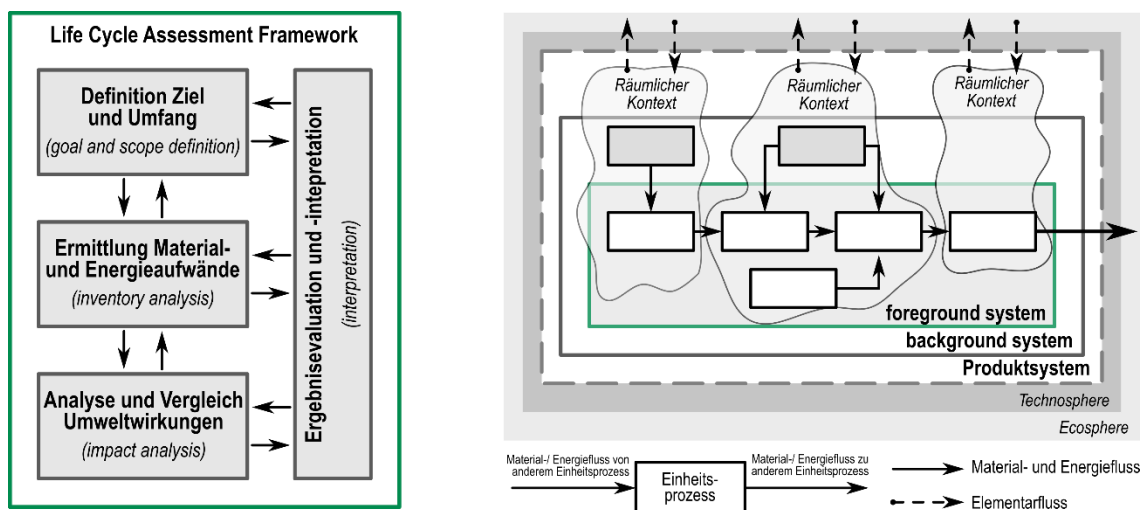 Life Cycle Assessment Framework
Definition Ziel
und Umfang
(goal and scope definition)
Ermittlung Material-
und Energieaufwände
(inventory analysis)
Analyse und Vergleich
Umweltwirkungen
(impact analysis)
Ergebnisevaluation und -intepretation
(interpretation)
Räumlicher
Kontext
Räumlicher
Kontext
Räumlicher
Kontext
foreground system
background system
Produktsystem
Technosphere
Ecosphere
Material-/ Energiefluss von
anderem Einheitsprozess
Einheits-
prozess
Material-/ Energiefluss zu
anderem Einheitsprozess
Material- und Energiefluss
Elementarfluss